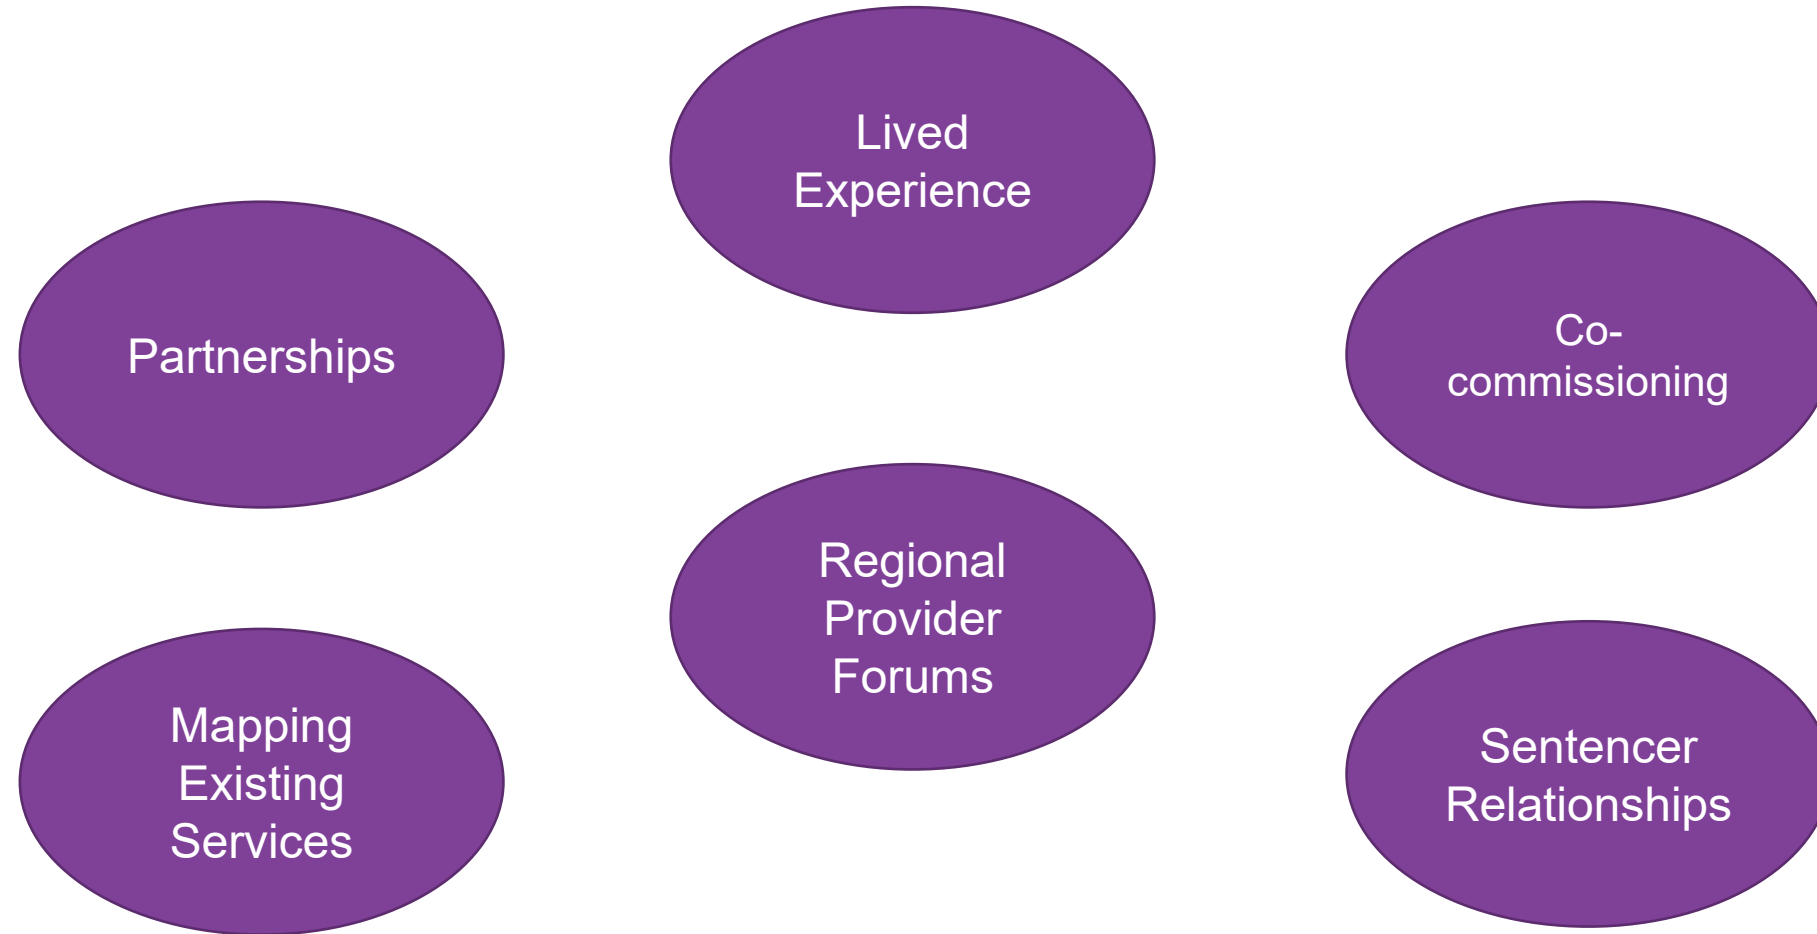 Lived
Experience
Partnerships
Co-
commissioning
Regional
Provider
Forums
Mapping
Existing
Services
Sentencer
Relationships